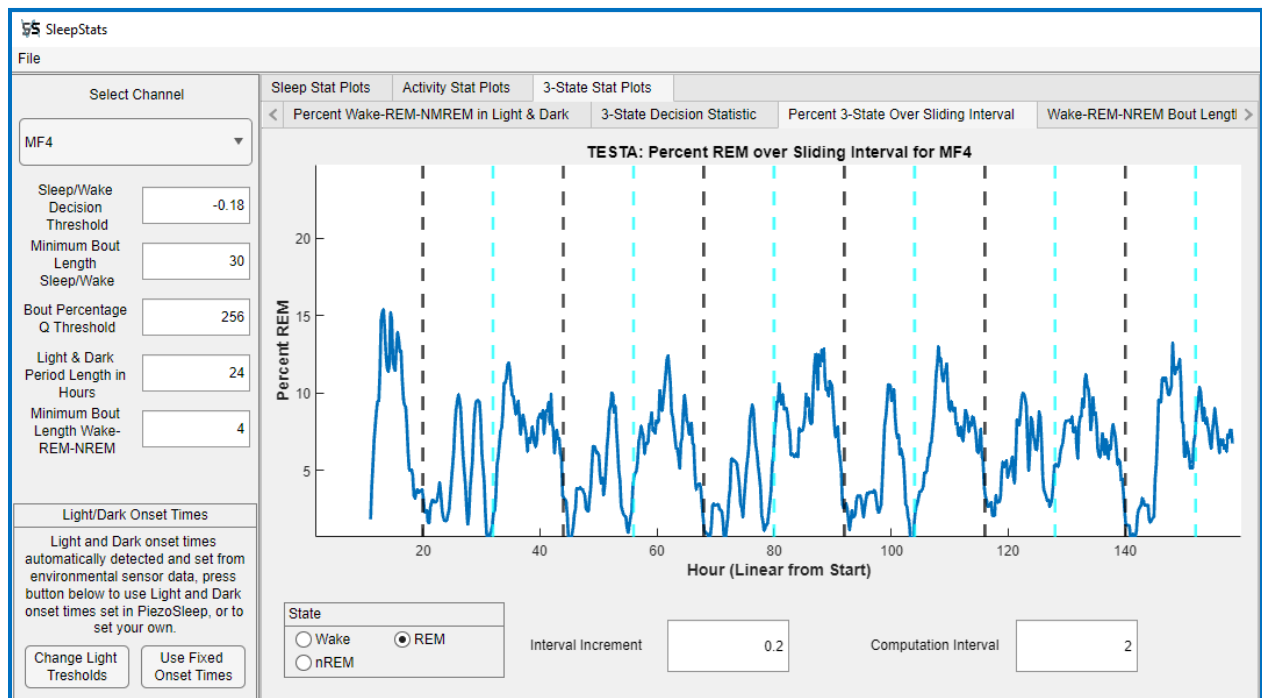 SleepStats
File
Select Channel
MF4
Sleep/Wake
Decision
Threshold
-0.18
Minimum Bout
Length
Sleep/Wake
30
Bout Percentage
Q Threshold
256
Light & Dark
Period Length in
Hours
24
Minimum Bout
Length Wake-
REM-NREM
4
Light/Dark Onset Times
Light and Dark onset times
automatically detected and set from
environmental sensor data, press
button below to use Light and Dark
onset times set in PiezoSleep, or to
set your own.
Change Light
Tresholds
Use Fixed
Onset Times
Sleep Stat Plots
Activity Stat Plots
3-State Stat Plots
Percent Wake-REM-NMREM in Light & Dark
3-State Decision Statistic
Percent 3-State Over Sliding Interval
Wake-REM-NREM Bout Lengt
TESTA: Percent REM over Sliding Interval for MF4
Percent REM
20
15
10
5
20 40 60 80 100 120 140
Hour (Linear from Start)
State
Wake
REM
nREM
Interval Increment
0.2
Computation Interval
2